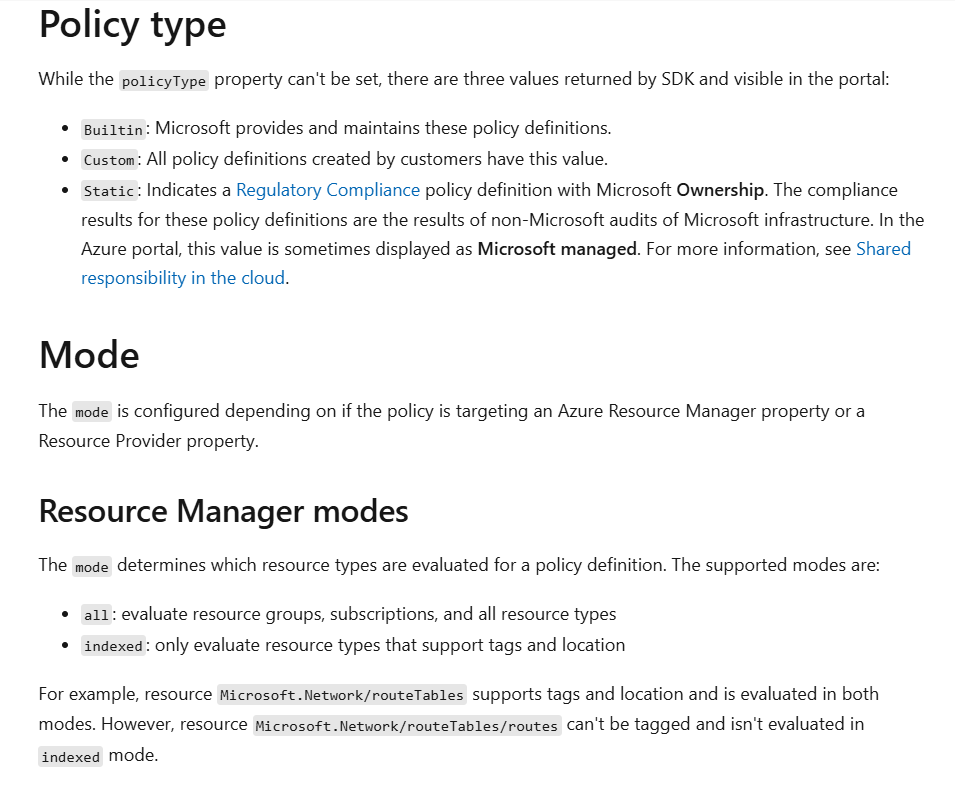 Policy type
While the policyType property can't be set, there are three values returned by SDK and visible in the portal:
• Builtin: Microsoft provides and maintains these policy definitions.
• Custom: All policy definitions created by customers have this value.
• Static: Indicates a Regulatory Compliance policy definition with Microsoft Ownership. The compliance
results for these policy definitions are the results of non-Microsoft audits of Microsoft infrastructure. In the
Azure portal, this value is sometimes displayed as Microsoft managed. For more information, see Shared
responsibility in the cloud.
Mode
The mode is configured depending on if the policy is targeting an Azure Resource Manager property or a
Resource Provider property.
Resource Manager modes
The mode determines which resource types are evaluated for a policy definition. The supported modes are:
• all: evaluate resource groups, subscriptions, and all resource types
• indexed: only evaluate resource types that support tags and location
For example, resource Microsoft.Network/routeTables supports tags and location and is evaluated in both
modes. However, resource Microsoft.Network/routeTables/routes can't be tagged and isn't evaluated in
indexed mode.